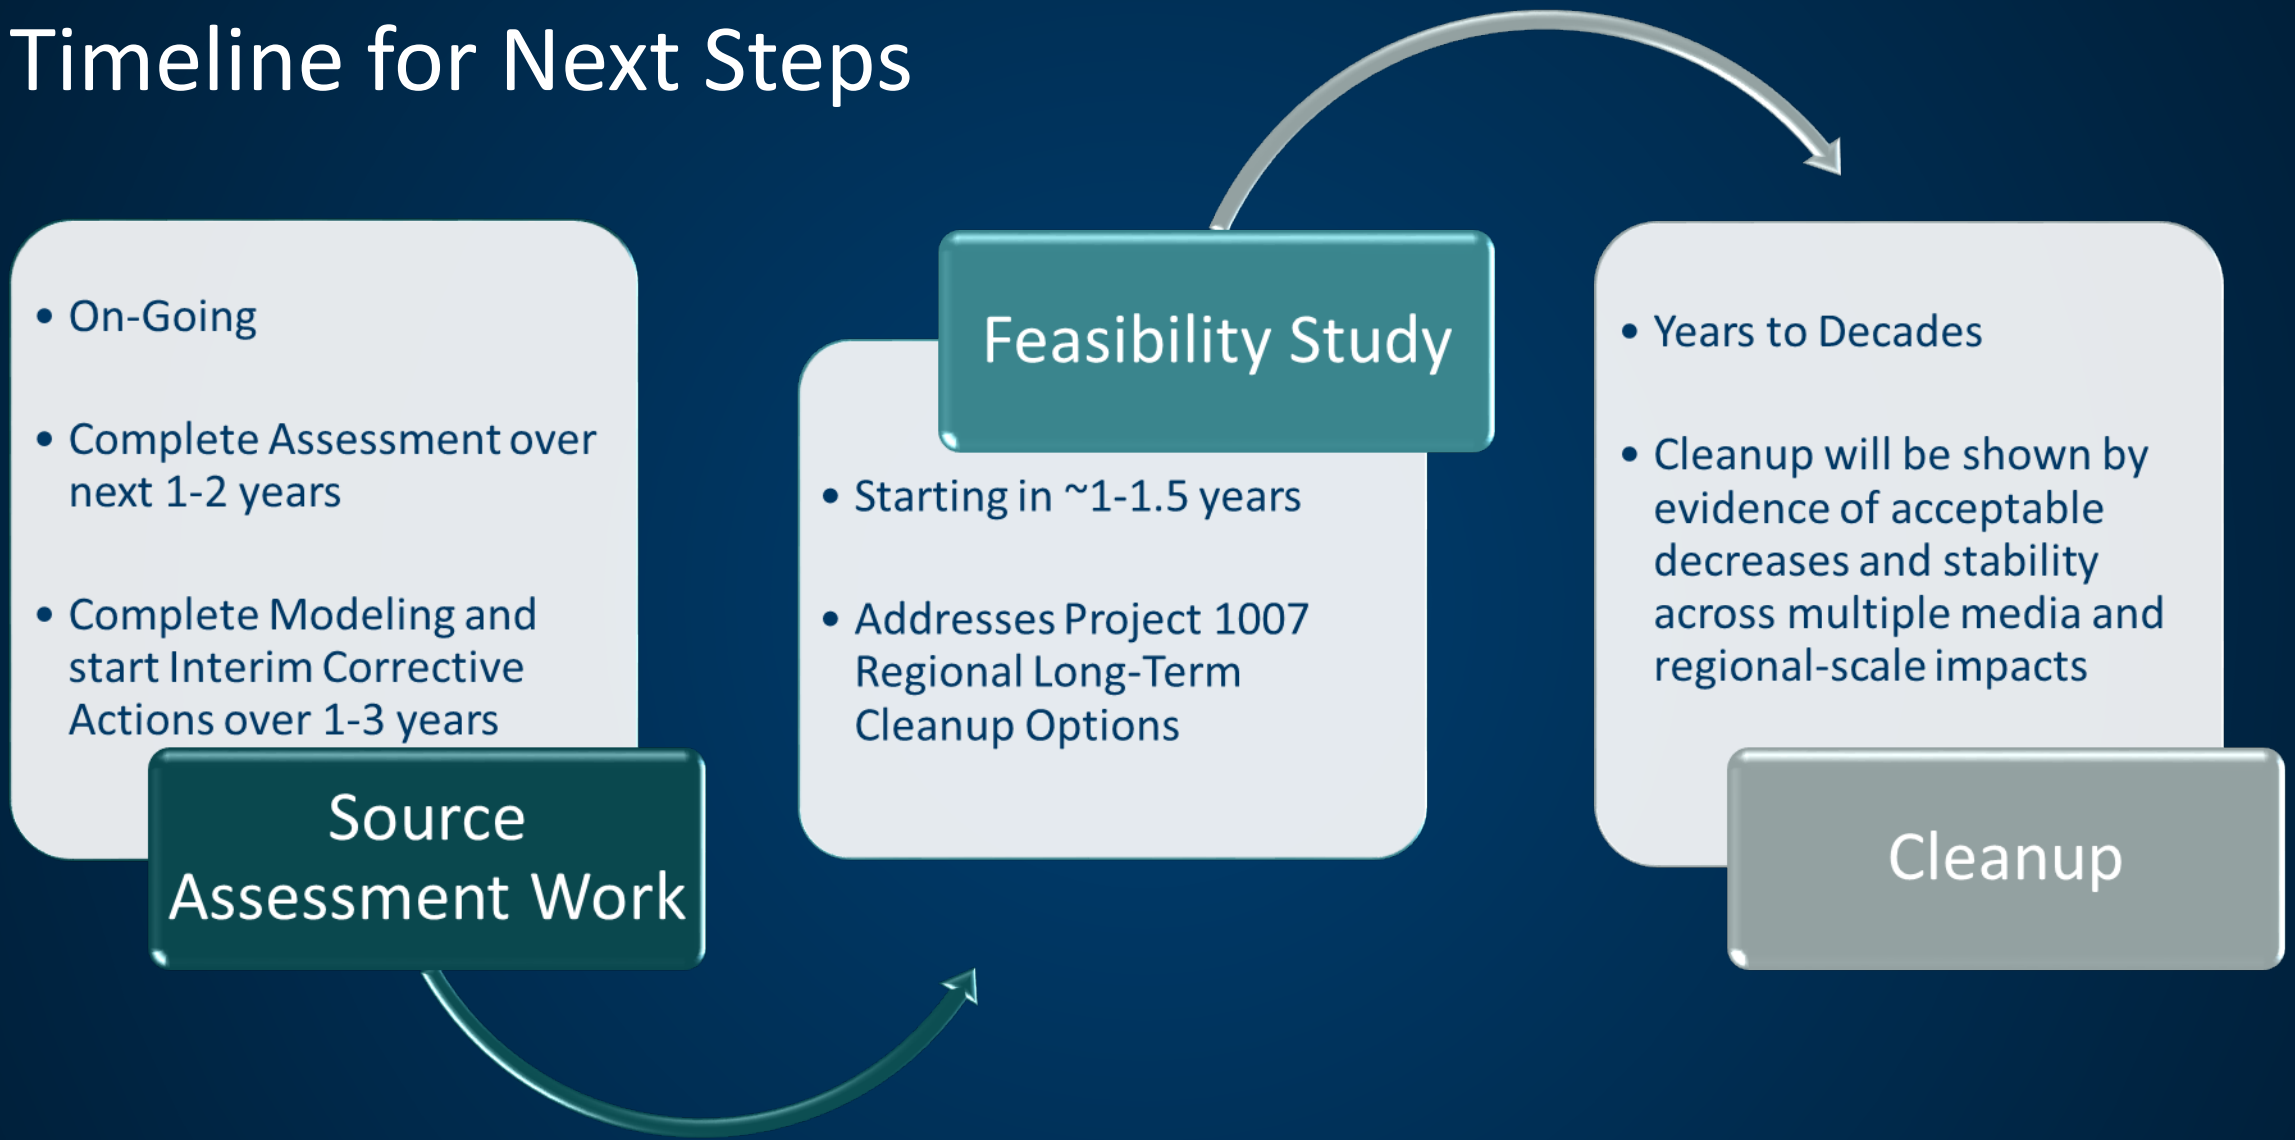 Timeline for Next Steps
• On-Going
• Complete Assessment over
next 1-2 years
• Complete Modeling and
start Interim Corrective
Actions over 1-3 years
Source
Assessment Work
Feasibility Study
• Starting in ~1-1.5 years
• Addresses Project 1007
Regional Long-Term
Cleanup Options
• Years to Decades
• Cleanup will be shown by
evidence of acceptable
decreases and stability
across multiple media and
regional-scale impacts
Cleanup